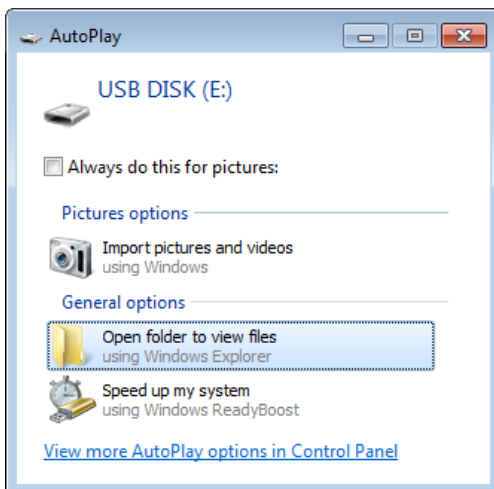 AutoPlay
USB DISK (E:)
Always do this for pictures:
Pictures options
Import pictures and videos
using Windows
General options
Open folder to view files
using Windows Explorer
Speed up my system
using Windows ReadyBoost
View more AutoPlay options in Control Panel